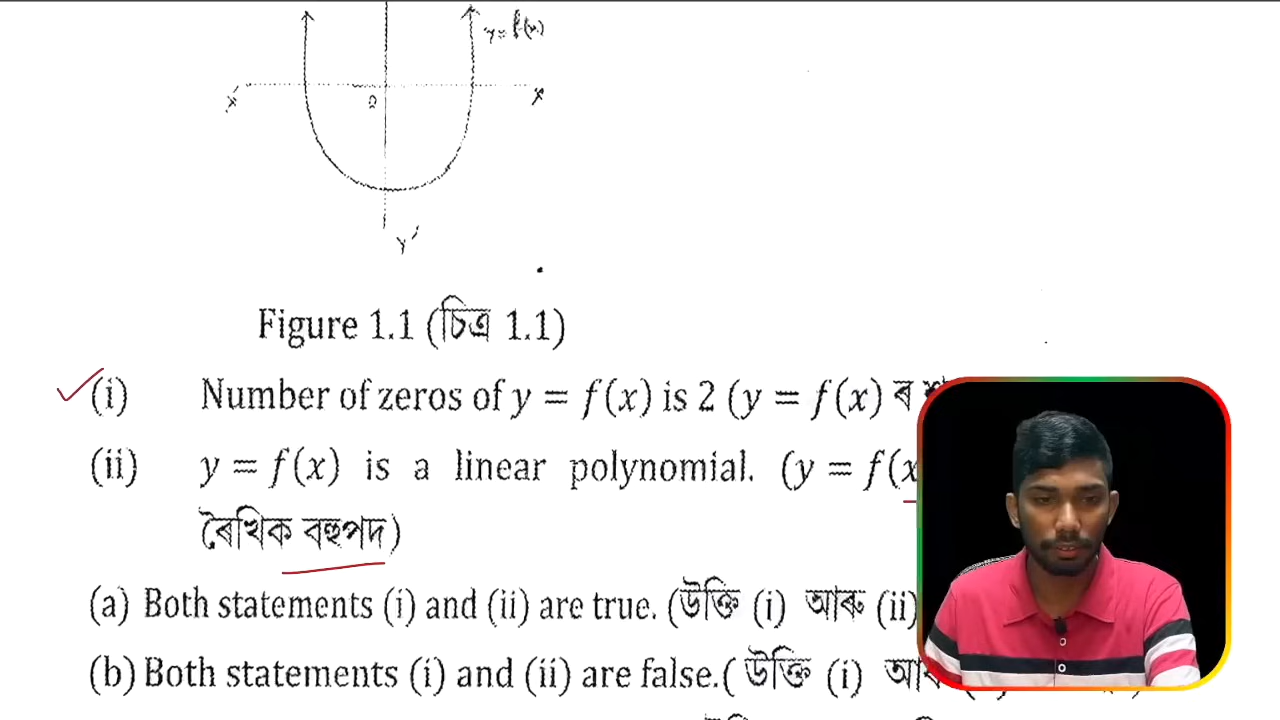 y = f(x)
X' O X
Y'
Figure 1.1 (চিত্ৰ 1.1)
(i) Number of zeros of y = f(x) is 2 (y = f(x) ৰ
(ii) y = f(x) is a linear polynomial. (y = f(x
ৰৈখিক বহুপদ)
(a) Both statements (i) and (ii) are true. (উক্তি (i) আৰু (ii)
(b) Both statements (i) and (ii) are false.( উক্তি (i)